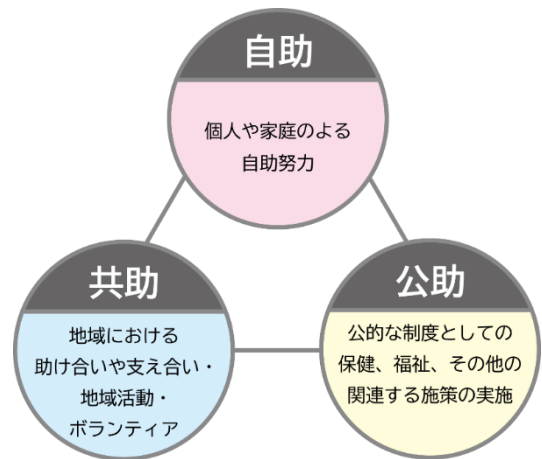 自助
個人や家庭のよる
自助努力
共助
地域における
助け合いや支え合い・
地域活動・
ボランティア
公助
公的な制度としての
保健、福祉、その他の
関連する施策の実施